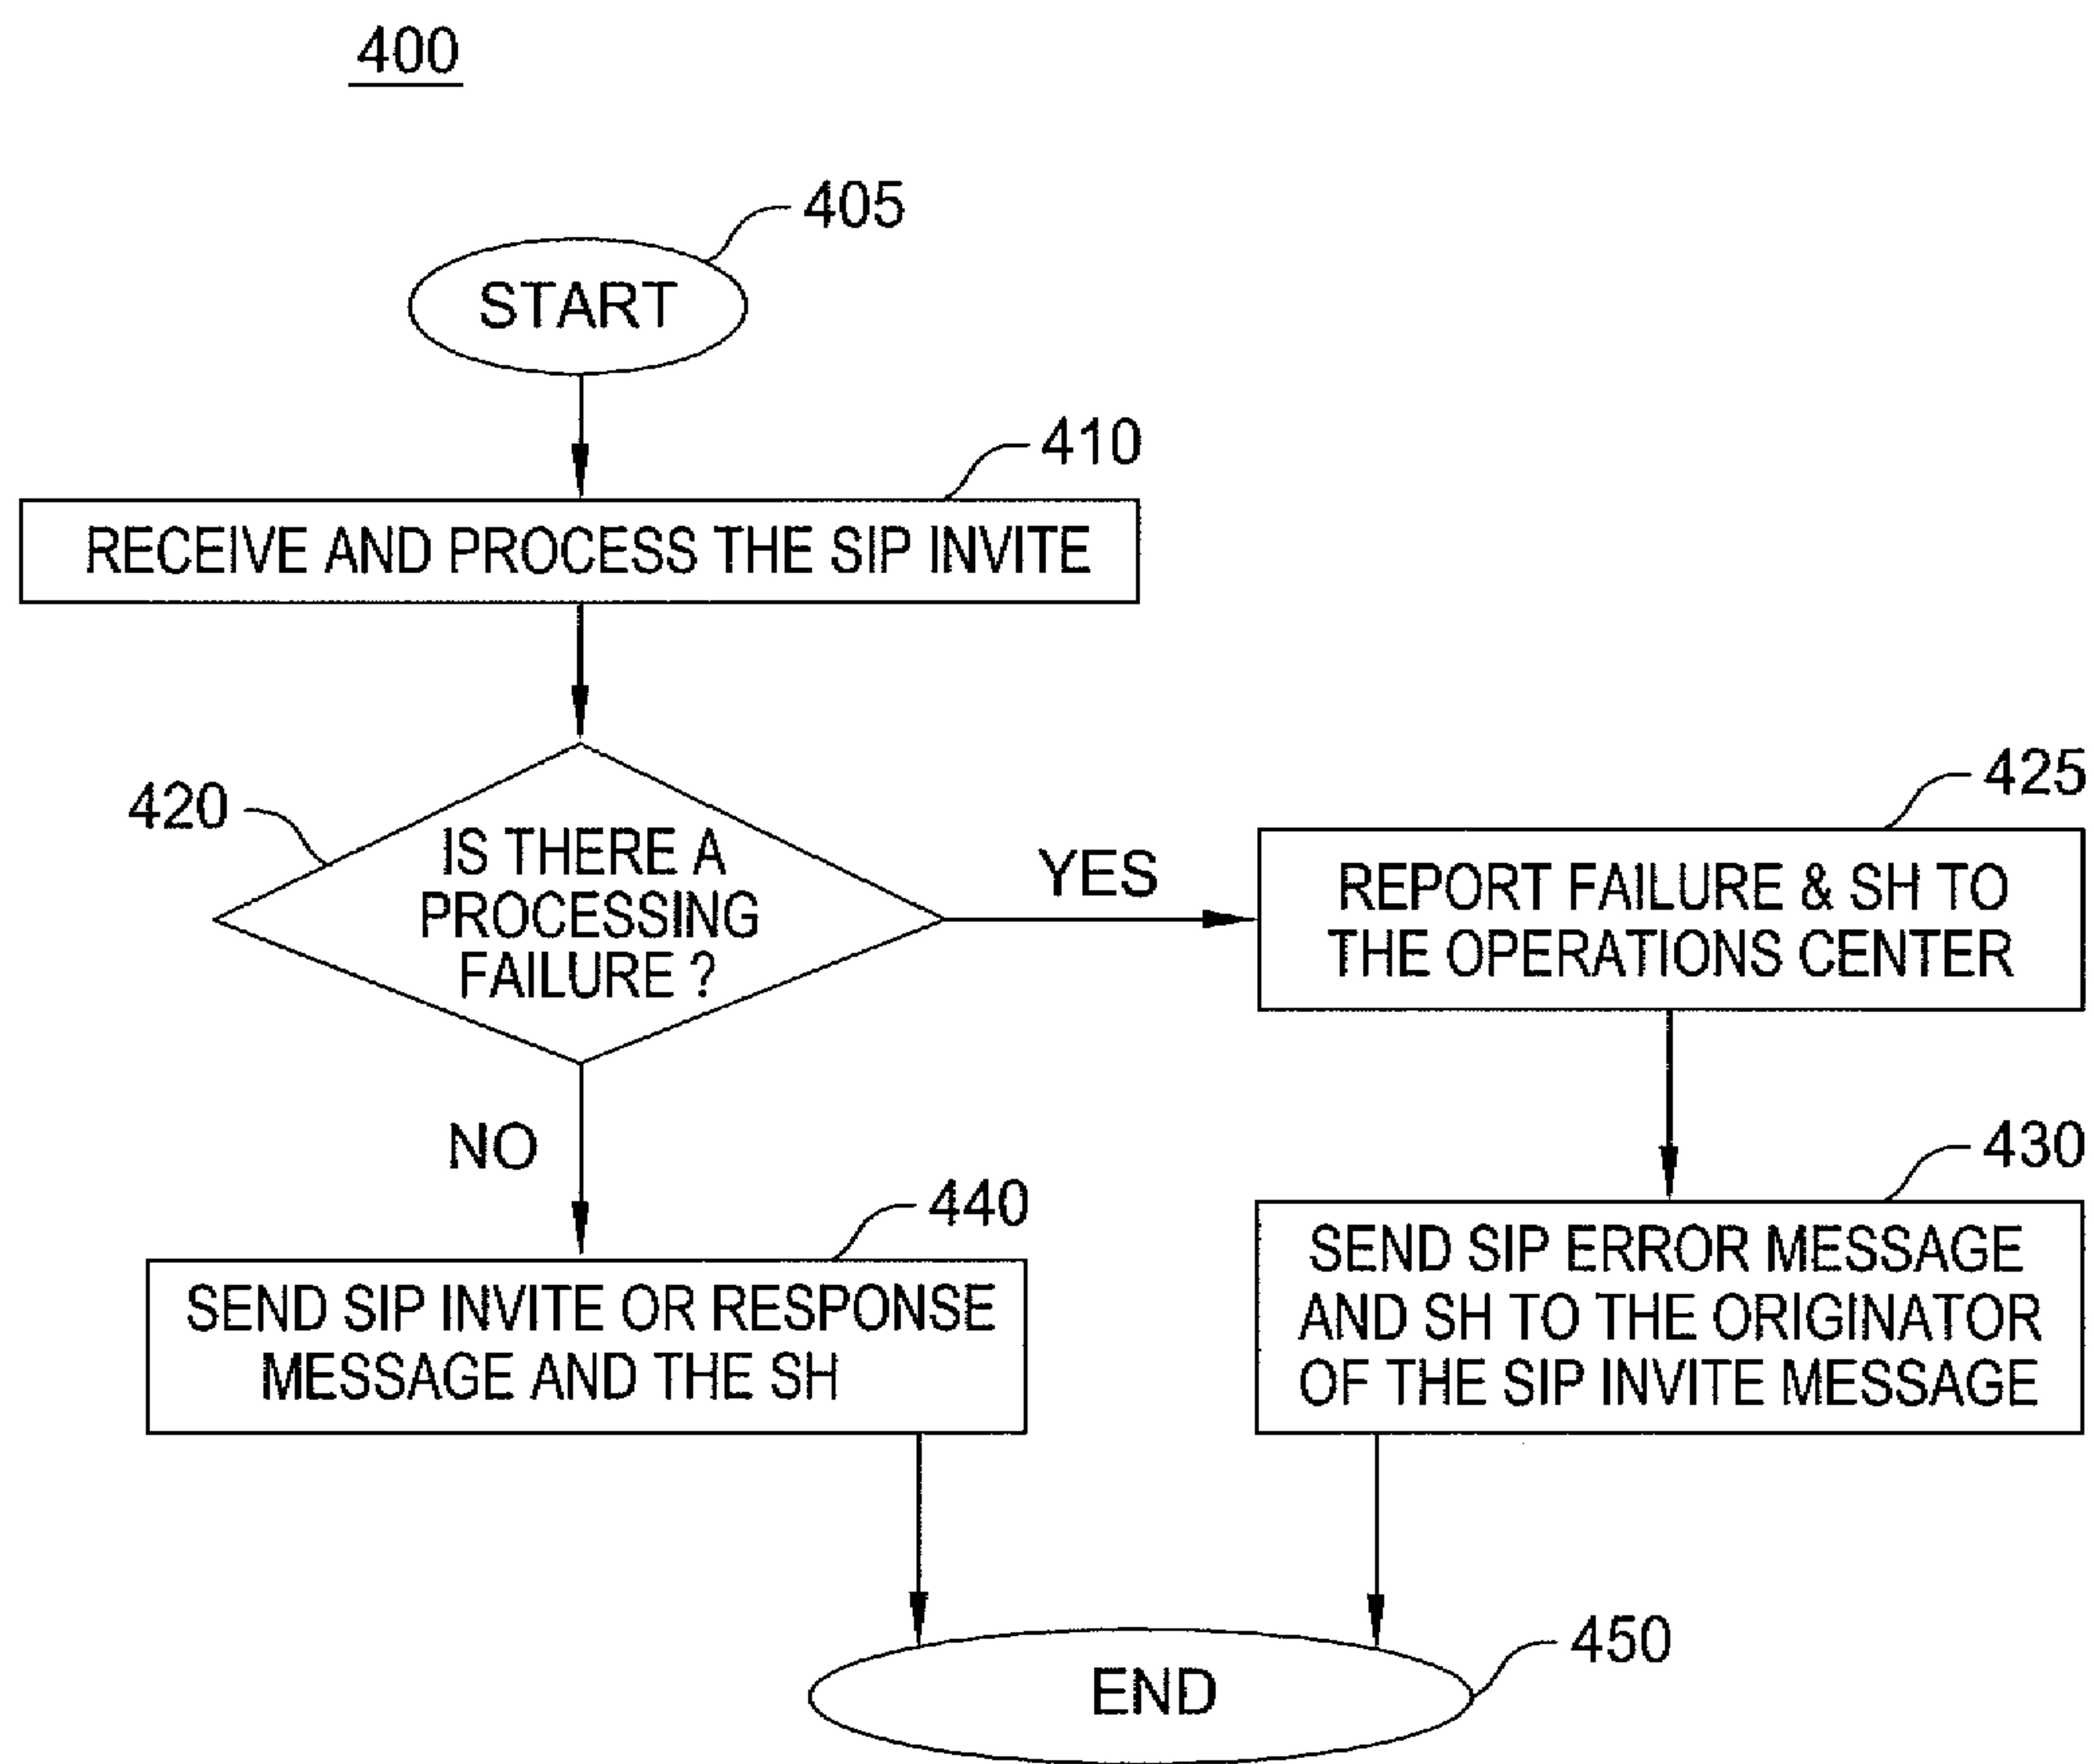 400
405
START
410
RECEIVE AND PROCESS THE SIP INVITE
420
IS THERE A
PROCESSING
FAILURE ?
YES
425
REPORT FAILURE & SH TO
THE OPERATIONS CENTER
NO
430
SEND SIP ERROR MESSAGE
AND SH TO THE ORIGINATOR
OF THE SIP INVITE MESSAGE
440
SEND SIP INVITE OR RESPONSE
MESSAGE AND THE SH
450
END